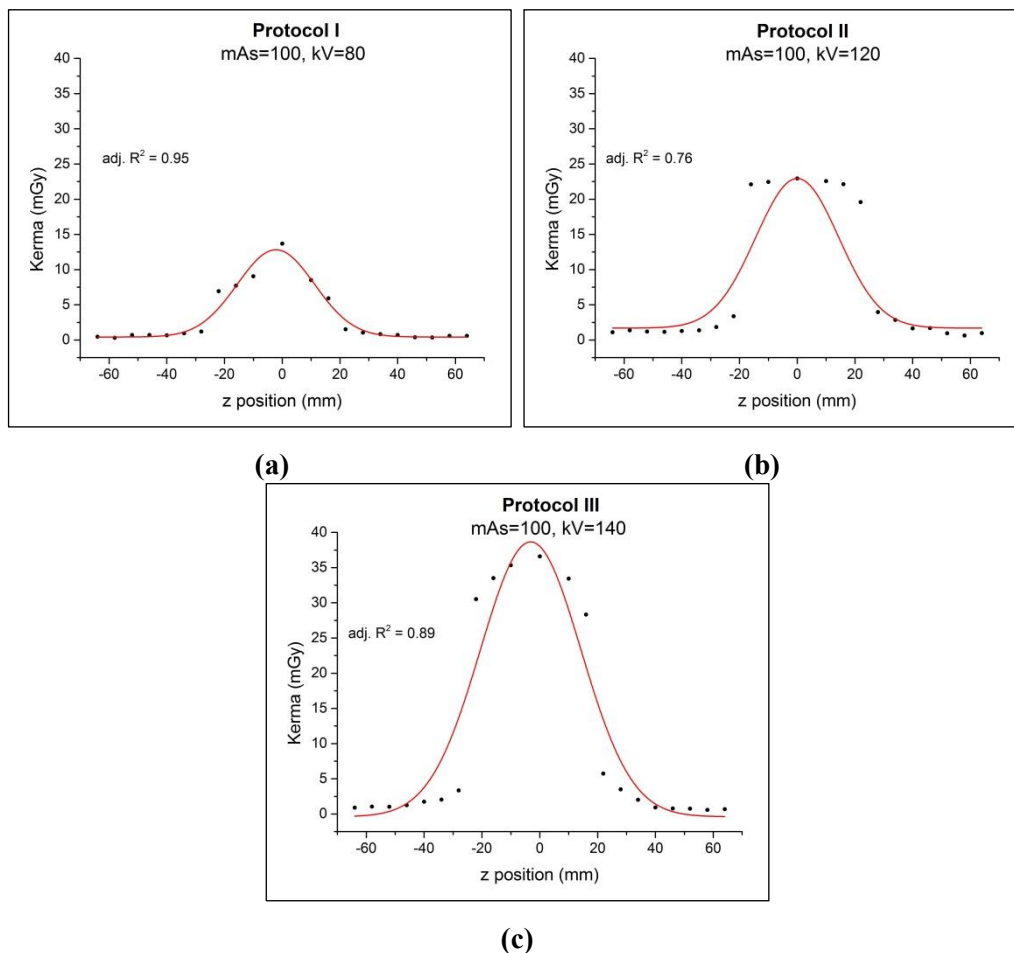 Protocol I
mAs=100, kV=80
40
35
30
25
20
15
10
5
0
adj. R² = 0.95
Kerma (mGy)
-60 -40 -20 0 20 40 60
z position (mm)
(a)
Protocol II
mAs=100, kV=120
40
35
30
25
20
15
10
5
0
adj. R² = 0.76
Kerma (mGy)
-60 -40 -20 0 20 40 60
z position (mm)
(b)
Protocol III
mAs=100, kV=140
40
35
30
25
20
15
10
5
0
adj. R² = 0.89
Kerma (mGy)
-60 -40 -20 0 20 40 60
z position (mm)
(c)